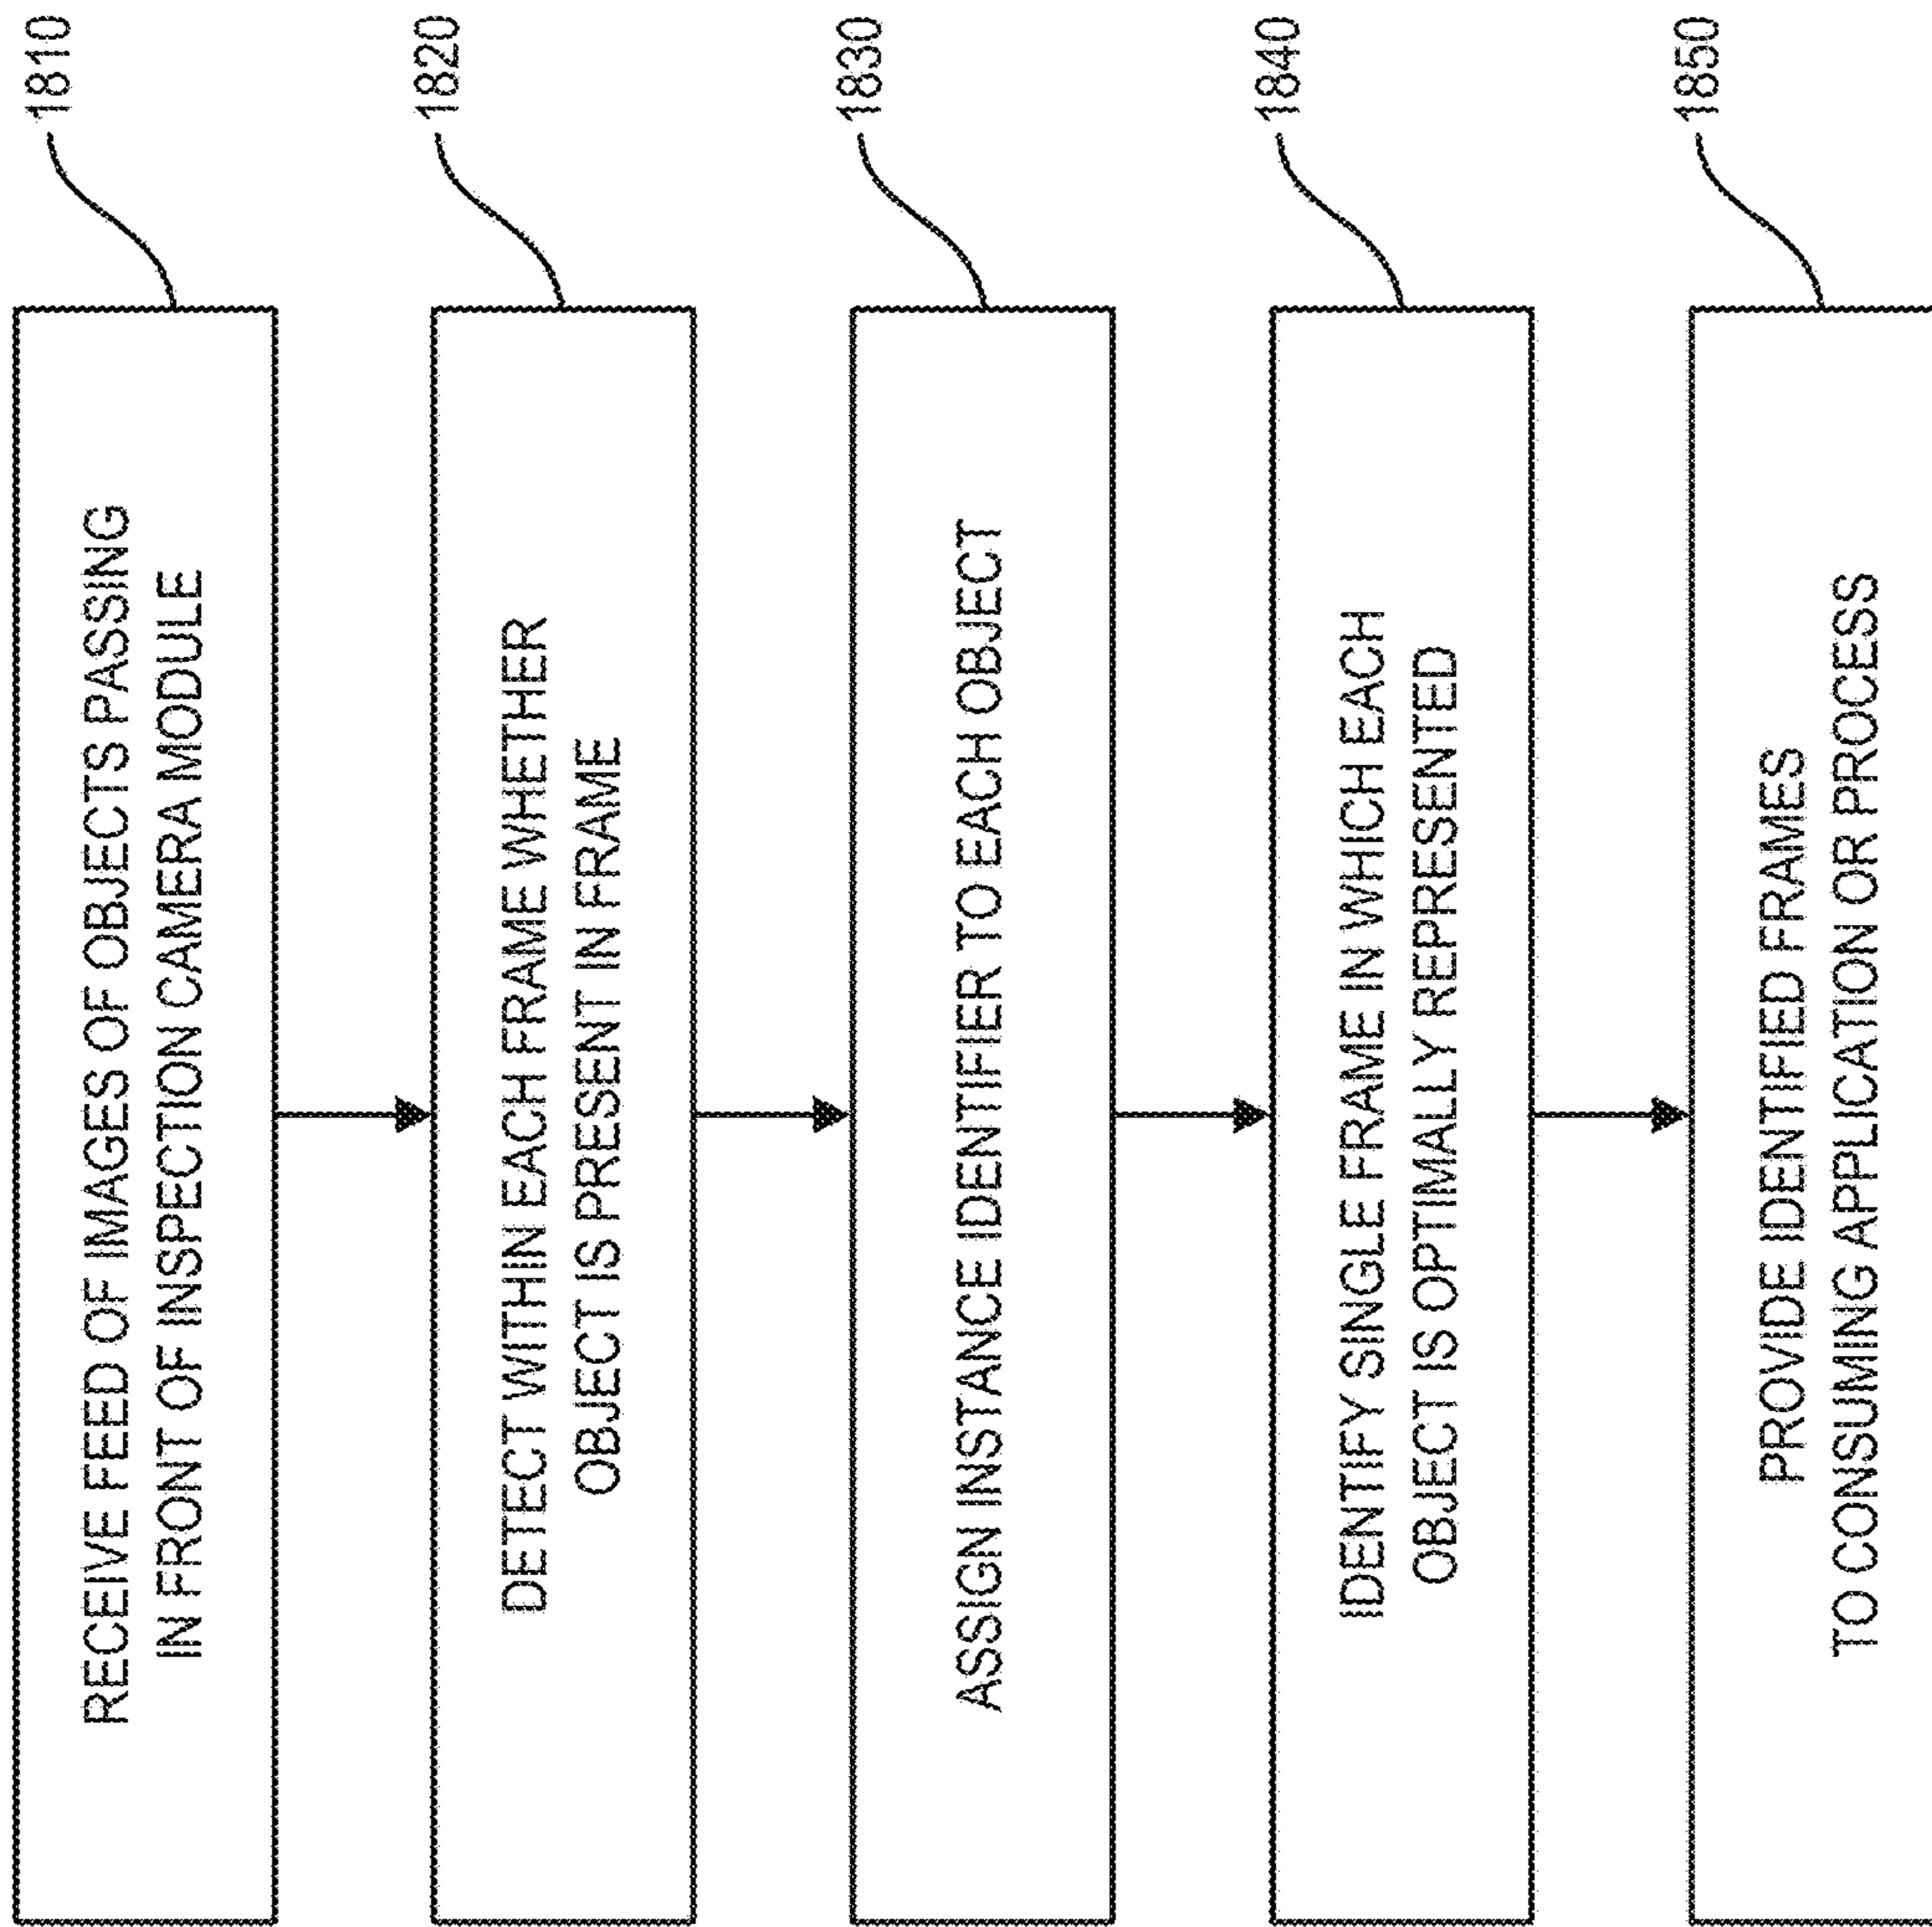 RECEIVE FEED OF IMAGES OF OBJECTS PASSING
IN FRONT OF INSPECTION CAMERA MODULE
1810
DETECT WITHIN EACH FRAME WHETHER
OBJECT IS PRESENT IN FRAME
1820
ASSIGN INSTANCE IDENTIFIER TO EACH OBJECT
1830
IDENTIFY SINGLE FRAME IN WHICH EACH
OBJECT IS OPTIMALLY REPRESENTED
1840
PROVIDE IDENTIFIED FRAMES
TO CONSUMING APPLICATION OR PROCESS
1850